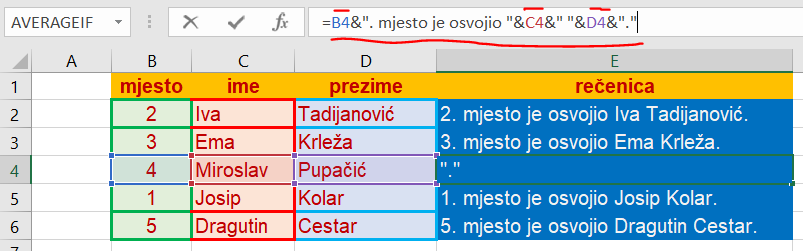 AVERAGEIF =B4&". mjesto je osvojio "&C4&" "&D4&"."
A B C D E
1 mjesto ime prezime rečenica
2 2 Iva Tadijanović 2. mjesto je osvojio Iva Tadijanović.
3 3 Ema Krleža 3. mjesto je osvojio Ema Krleža.
4 4 Miroslav Pupačić "."
5 1 Josip Kolar 1. mjesto je osvojio Josip Kolar.
6 5 Dragutin Cestar 5. mjesto je osvojio Dragutin Cestar.